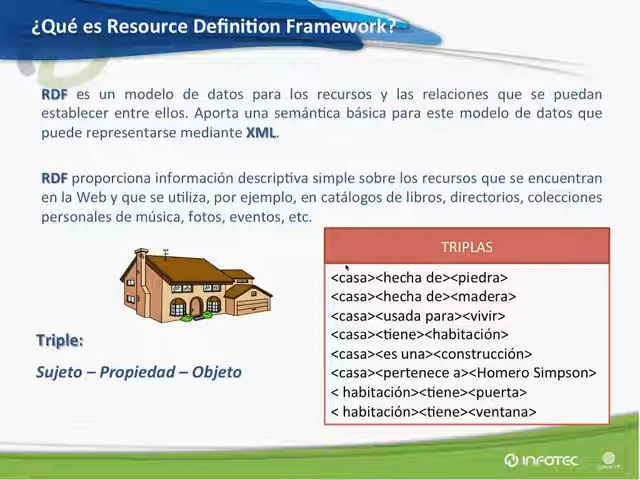 ¿Qué es Resource Definition Framework?
RDF es un modelo de datos para los recursos y las relaciones que se puedan
establecer entre ellos. Aporta una semántica básica para este modelo de datos que
puede representarse mediante XML.
RDF proporciona información descriptiva simple sobre los recursos que se encuentran
en la Web y que se utiliza, por ejemplo, en catálogos de libros, directorios, colecciones
personales de música, fotos, eventos, etc.
TRIPLAS
<casa><hecha de><piedra>
<casa><hecha de><madera>
<casa><usada para><vivir>
<casa><tiene><habitación>
<casa><es una><construcción>
<casa><pertenece a><Homero Simpson>
< habitación><tiene><puerta>
< habitación><tiene><ventana>
Triple:
Sujeto – Propiedad – Objeto
INFOTEC